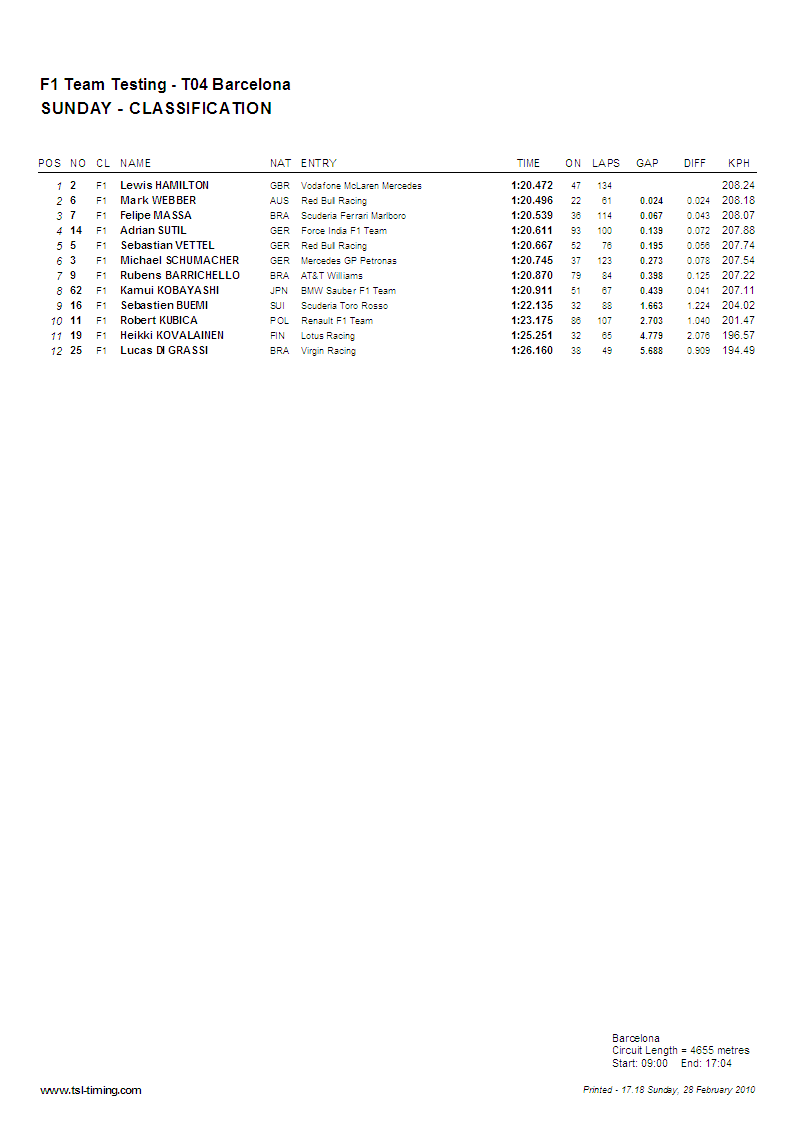 F1 Team Testing - T04 Barcelona
SUNDAY - CLASSIFICATION
POS NO CL NAME NAT ENTRY TIME ON LAPS GAP DIFF KPH
1 2 F1 Lewis HAMILTON GBR Vodafone McLaren Mercedes 1:20.472 47 134 208.24
2 6 F1 Mark WEBBER AUS Red Bull Racing 1:20.496 22 61 0.024 0.024 208.18
3 7 F1 Felipe MASSA BRA Scuderia Ferrari Marlboro 1:20.539 36 114 0.067 0.043 208.07
4 14 F1 Adrian SUTIL GER Force India F1 Team 1:20.611 93 100 0.139 0.072 207.88
5 5 F1 Sebastian VETTEL GER Red Bull Racing 1:20.667 52 76 0.195 0.056 207.74
6 3 F1 Michael SCHUMACHER GER Mercedes GP Petronas 1:20.745 37 123 0.273 0.078 207.54
7 9 F1 Rubens BARRICHELLO BRA AT&T Williams 1:20.870 79 84 0.398 0.125 207.22
8 62 F1 Kamui KOBAYASHI JPN BMW Sauber F1 Team 1:20.911 51 67 0.439 0.041 207.11
9 16 F1 Sebastien BUEMI SUI Scuderia Toro Rosso 1:22.135 32 88 1.663 1.224 204.02
10 11 F1 Robert KUBICA POL Renault F1 Team 1:23.175 86 107 2.703 1.040 201.47
11 19 F1 Heikki KOVALAINEN FIN Lotus Racing 1:25.251 32 65 4.779 2.076 196.57
12 25 F1 Lucas DI GRASSI BRA Virgin Racing 1:26.160 38 49 5.688 0.909 194.49
Barcelona
Circuit Length = 4655 metres
Start: 09:00 End: 17:04
www.tsl-timing.com
Printed - 17.18 Sunday, 28 February 2010